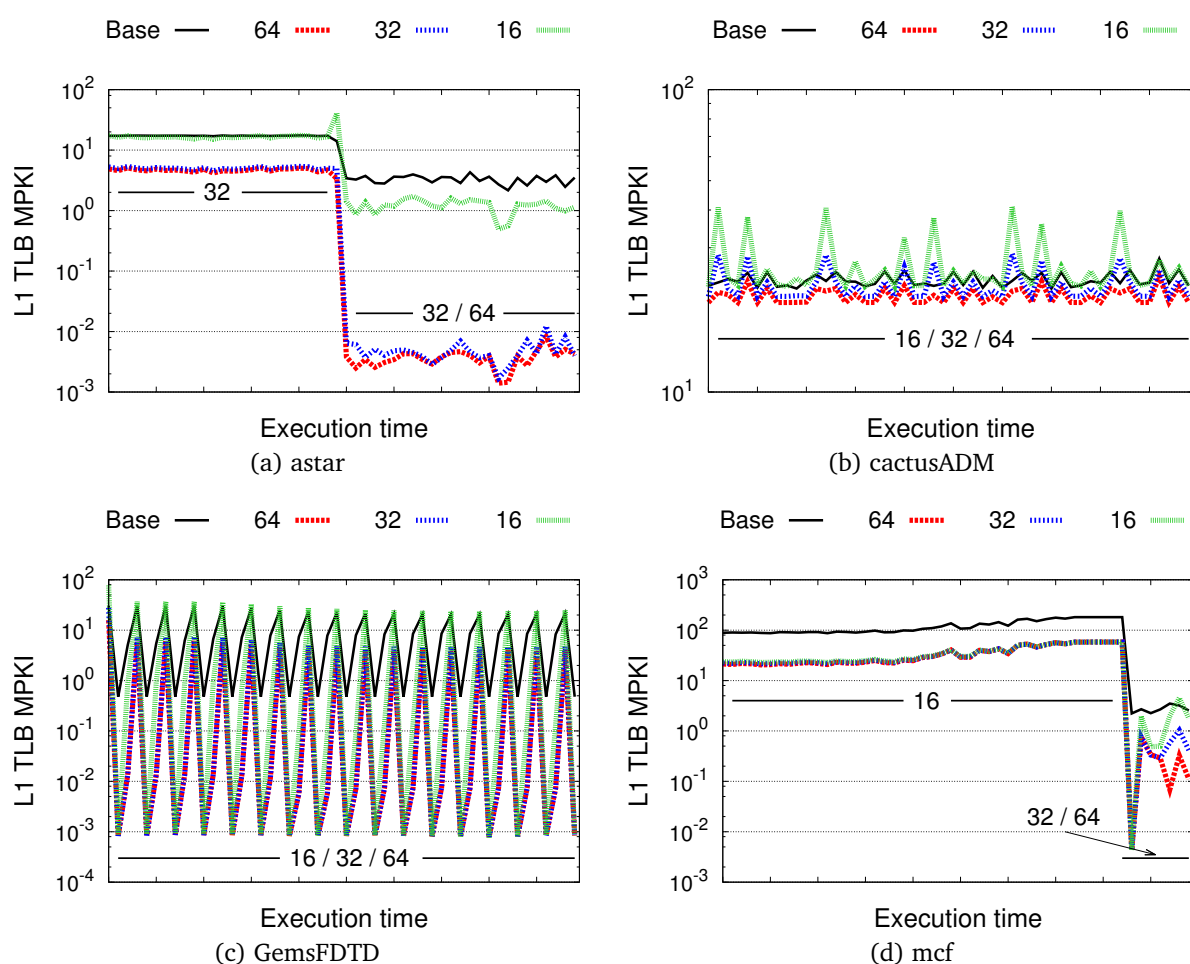 Base 64 32 16
Base 64 32 16
L1 TLB MPKI
10^2
10^1
10^0
10^-1
10^-2
10^-3
32
32 / 64
Execution time
(a) astar
L1 TLB MPKI
10^2
10^1
16 / 32 / 64
Execution time
(b) cactusADM
Base 64 32 16
Base 64 32 16
L1 TLB MPKI
10^2
10^1
10^0
10^-1
10^-2
10^-3
10^-4
16 / 32 / 64
Execution time
(c) GemsFDTD
L1 TLB MPKI
10^3
10^2
10^1
10^0
10^-1
10^-2
10^-3
16
32 / 64
Execution time
(d) mcf